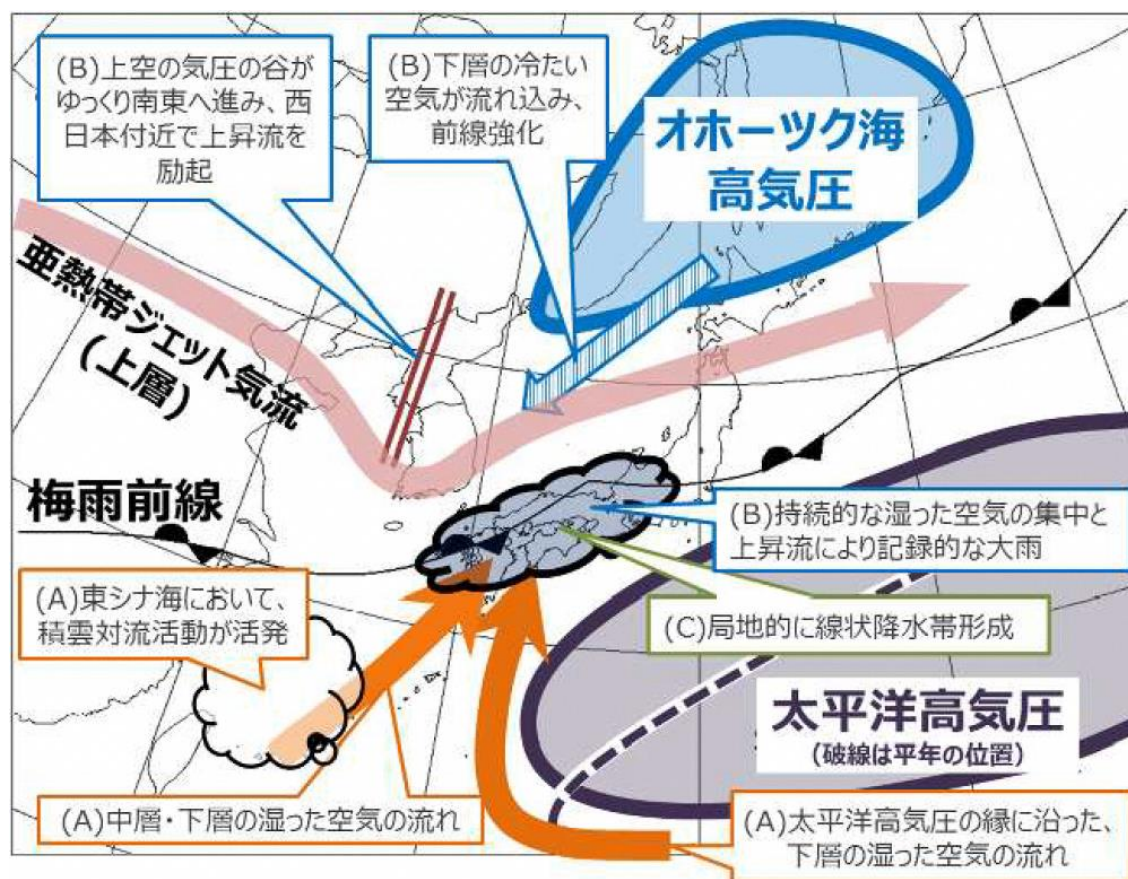 (B)上空の気圧の谷が
ゆっくり南東へ進み、西
日本付近で上昇流を
励起
(B)下層の冷たい
空気が流れ込み、
前線強化
オホーツク海
高気圧
亜熱帯ジェット気流
(上層)
梅雨前線
(B)持続的な湿った空気の集中と
上昇流により記録的な大雨
(A)東シナ海において、
積雲対流活動が活発
(C)局地的に線状降水帯形成
太平洋高気圧
(破線は平年の位置)
(A)中層・下層の湿った空気の流れ
(A)太平洋高気圧の縁に沿った、
下層の湿った空気の流れ